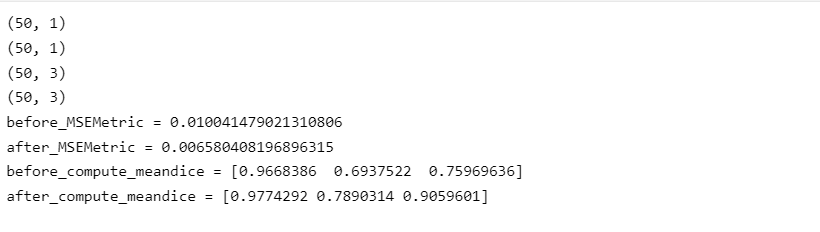 (50, 1)
(50, 1)
(50, 3)
(50, 3)
before_MSEMetric = 0.010041479021310806
after_MSEMetric = 0.006580408196896315
before_compute_meandice = [0.9668386  0.6937522  0.75969636]
after_compute_meandice = [0.9774292 0.7890314 0.9059601]